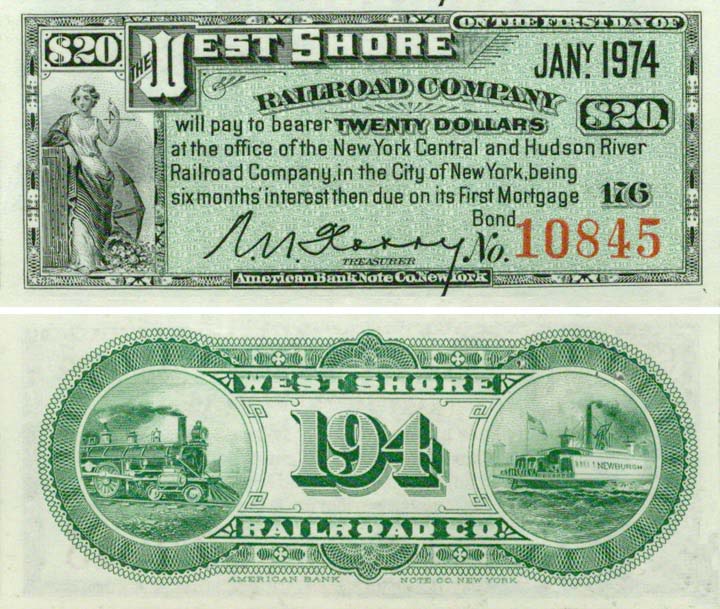 $20
THE WEST SHORE
ON THE FIRST DAY OF
JANY. 1974
RAILROAD COMPANY
$20.
will pay to bearer TWENTY DOLLARS
at the office of the New York Central and Hudson River
Railroad Company, in the City of New York, being
six months' interest then due on its First Mortgage 176
Bond
No. 10845
TREASURER
American Bank Note Co. New York
WEST SHORE
194
NEWBURGH
RAILROAD CO.
AMERICAN BANK NOTE CO. NEW YORK